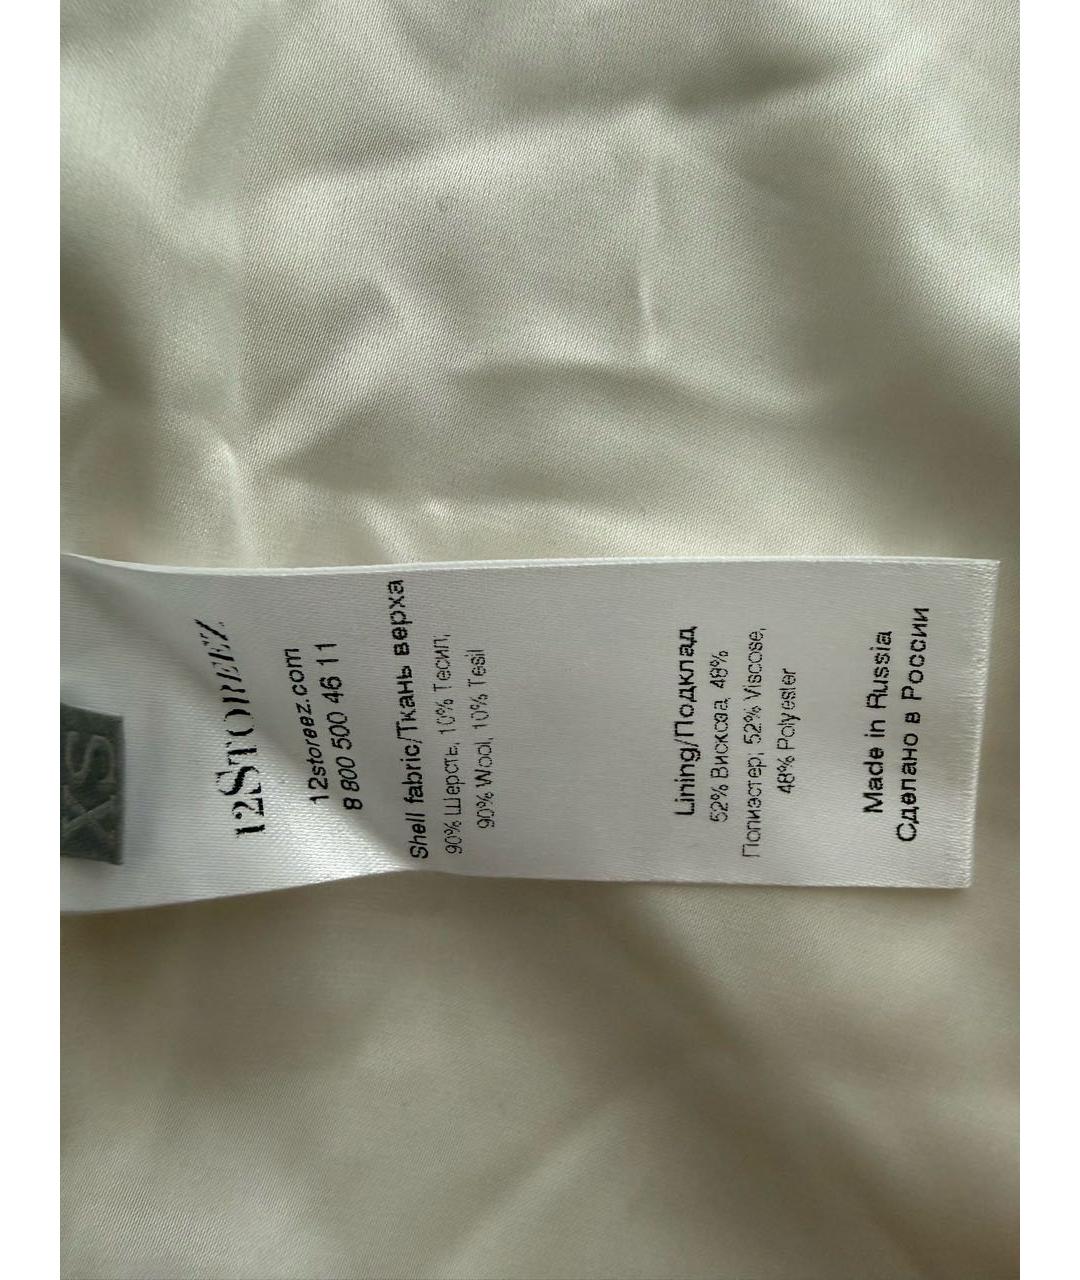 XS
12STOREEZ
12storeez.com
8 800 500 46 11
Shell fabric/Ткань верха
90% Шерсть, 10% Тесил;
90% Wool, 10% Tesil
Lining/Подклад
52% Вискоза, 48%
Полиэстер; 52% Viscose,
48% Polyester
Made in Russia
Сделано в России